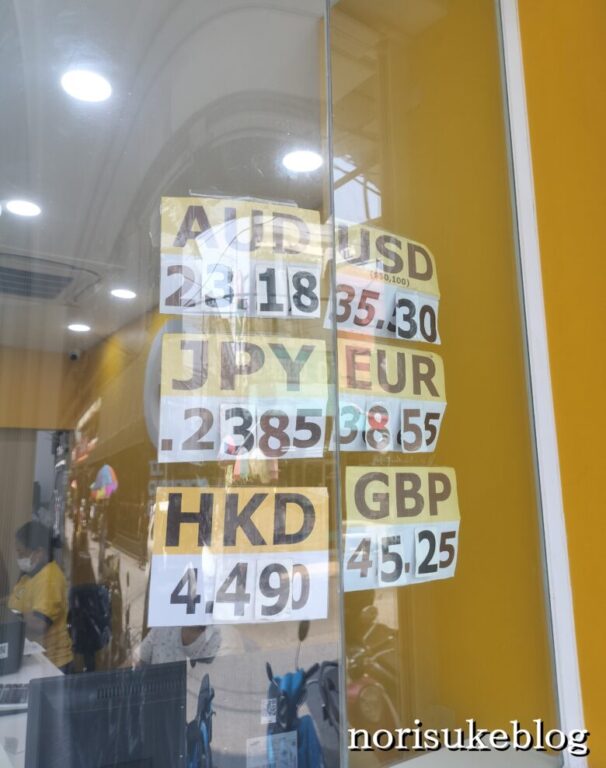 AUD
23.18
USD
($50,100)
35.30
JPY
.2385
EUR
38.55
HKD
4.490
GBP
45.25
norisukeblog